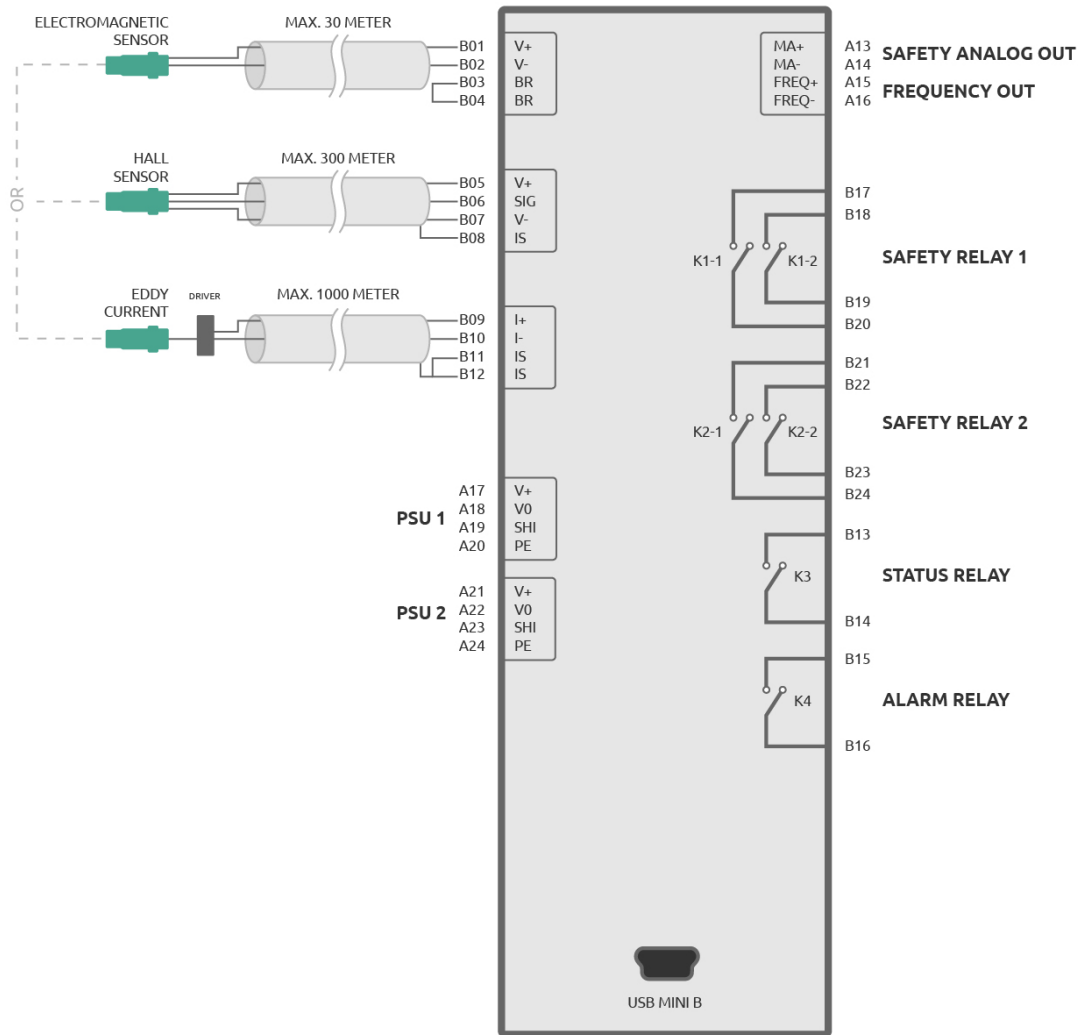 ELECTROMAGNETIC
SENSOR
MAX. 30 METER
B01 V+
B02 V-
B03 BR
B04 BR
OR
HALL
SENSOR
MAX. 300 METER
B05 V+
B06 SIG
B07 V-
B08 IS
EDDY
CURRENT
DRIVER
MAX. 1000 METER
B09 I+
B10 I-
B11 IS
B12 IS
PSU 1
A17 V+
A18 V0
A19 SHI
A20 PE
PSU 2
A21 V+
A22 V0
A23 SHI
A24 PE
MA+ A13
MA- A14
SAFETY ANALOG OUT
FREQ+ A15
FREQ- A16
FREQUENCY OUT
B17
B18
K1-1 K1-2
SAFETY RELAY 1
B19
B20
B21
B22
K2-1 K2-2
SAFETY RELAY 2
B23
B24
B13
K3
STATUS RELAY
B14
B15
K4
ALARM RELAY
B16
USB MINI B